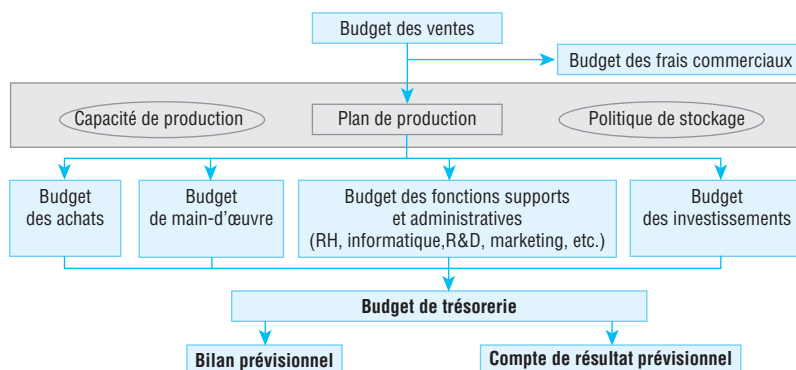 Budget des ventes
Budget des frais commerciaux
Capacité de production
Plan de production
Politique de stockage
Budget
des achats
Budget
de main-d'œuvre
Budget des fonctions supports
et administratives
(RH, informatique,R&D, marketing, etc.)
Budget
des investissements
Budget de trésorerie
Bilan prévisionnel
Compte de résultat prévisionnel